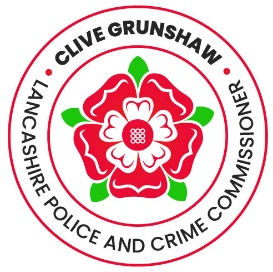 • CLIVE GRUNSHAW •
LANCASHIRE POLICE AND CRIME COMMISSIONER